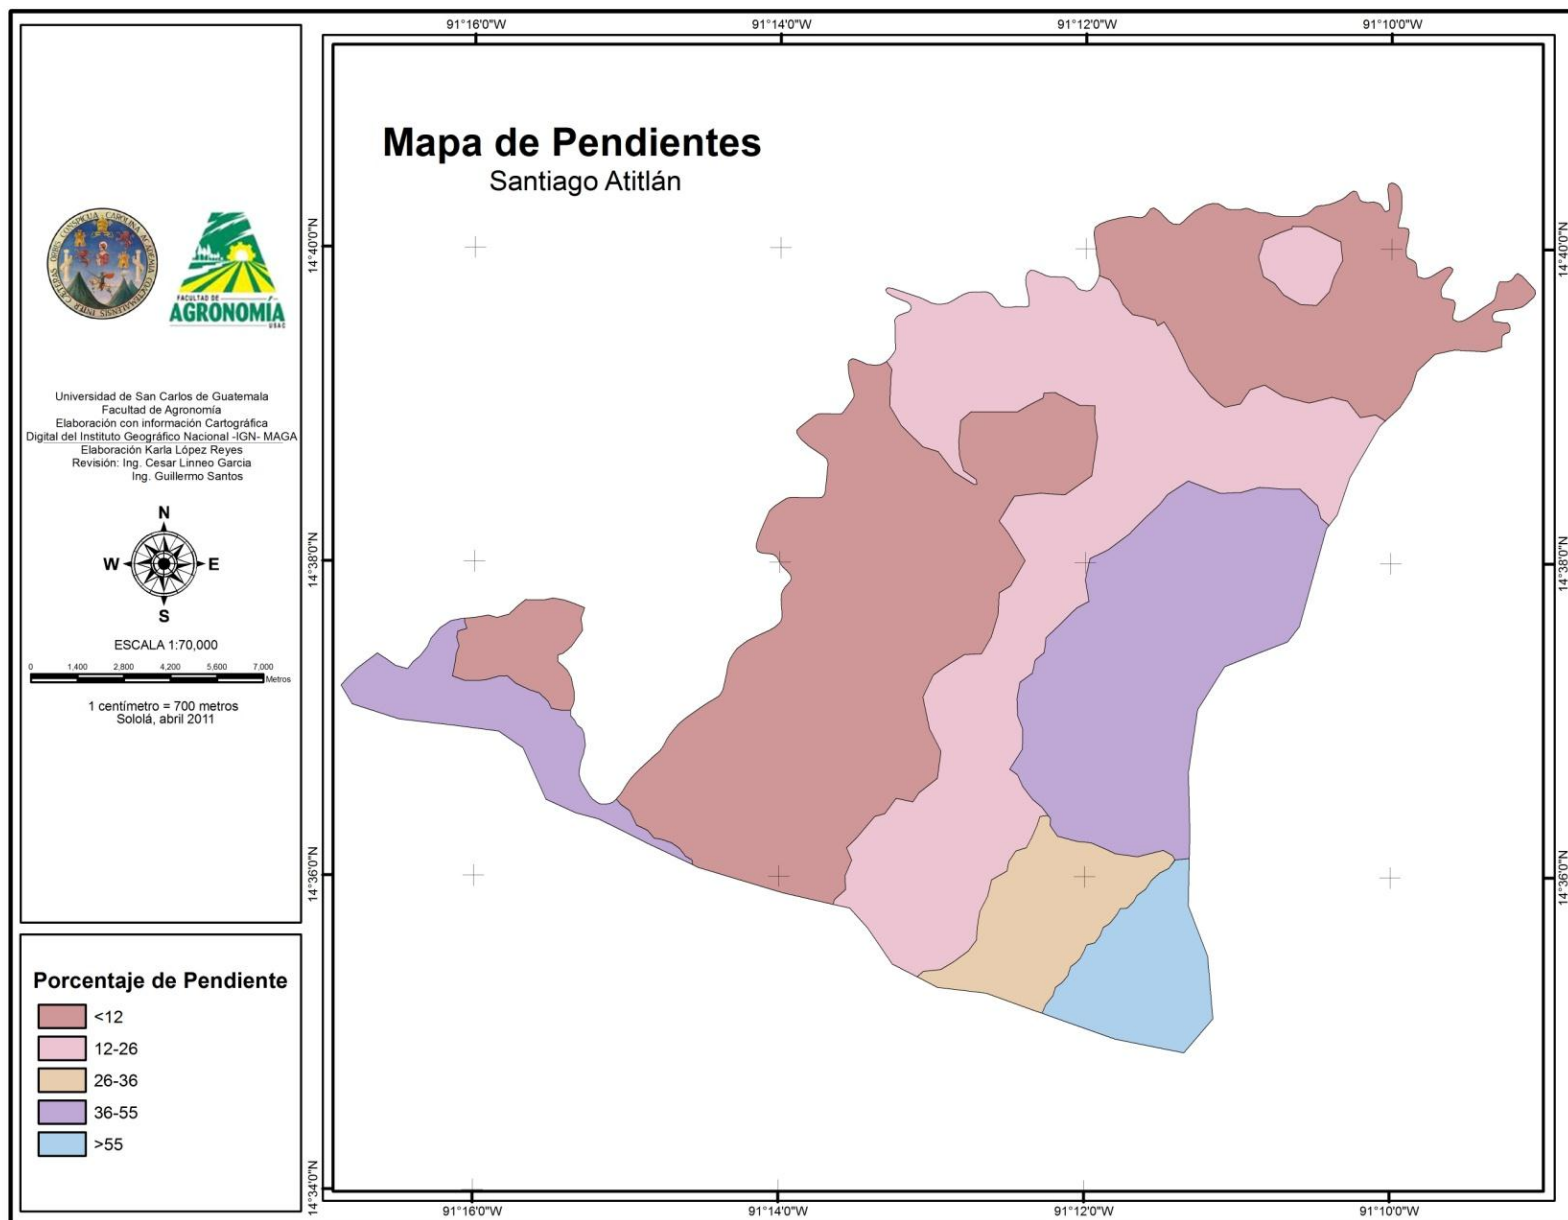 91°16'0"W
91°14'0"W
91°12'0"W
91°10'0"W
Mapa de Pendientes
Santiago Atitlán
14°40'0"N
14°40'0"N
FACULTAD DE
AGRONOMÍA
USAC
Universidad de San Carlos de Guatemala
Facultad de Agronomía
Elaboración con información Cartográfica
Digital del Instituto Geográfico Nacional -IGN- MAGA
Elaboración Karla López Reyes
Revisión: Ing. Cesar Linneo Garcia
Ing. Guillermo Santos
N
W E
S
14°38'0"N
14°38'0"N
ESCALA 1:70,000
0 1,400 2,800 4,200 5,600 7,000
Metros
1 centímetro = 700 metros
Sololá, abril 2011
14°36'0"N
14°36'0"N
Porcentaje de Pendiente
<12
12-26
26-36
36-55
>55
14°34'0"N
91°16'0"W
91°14'0"W
91°12'0"W
91°10'0"W